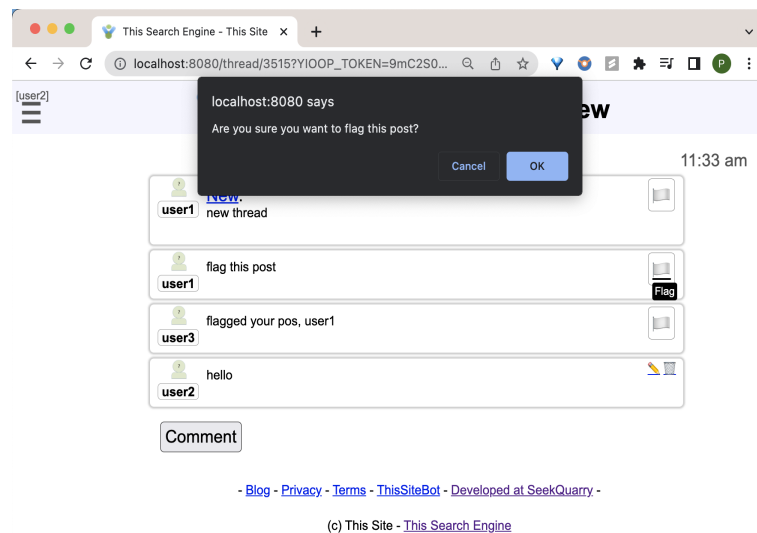 This Search Engine - This Site
localhost:8080/thread/3515?YIOOP_TOKEN=9mC2S0...
P
[user2]
localhost:8080 says
Are you sure you want to flag this post?
Cancel
OK
ew
11:33 am
New.
user1
new thread
flag this post
user1
Flag
flagged your pos, user1
user3
hello
user2
Comment
- Blog - Privacy - Terms - ThisSiteBot - Developed at SeekQuarry -
(c) This Site - This Search Engine